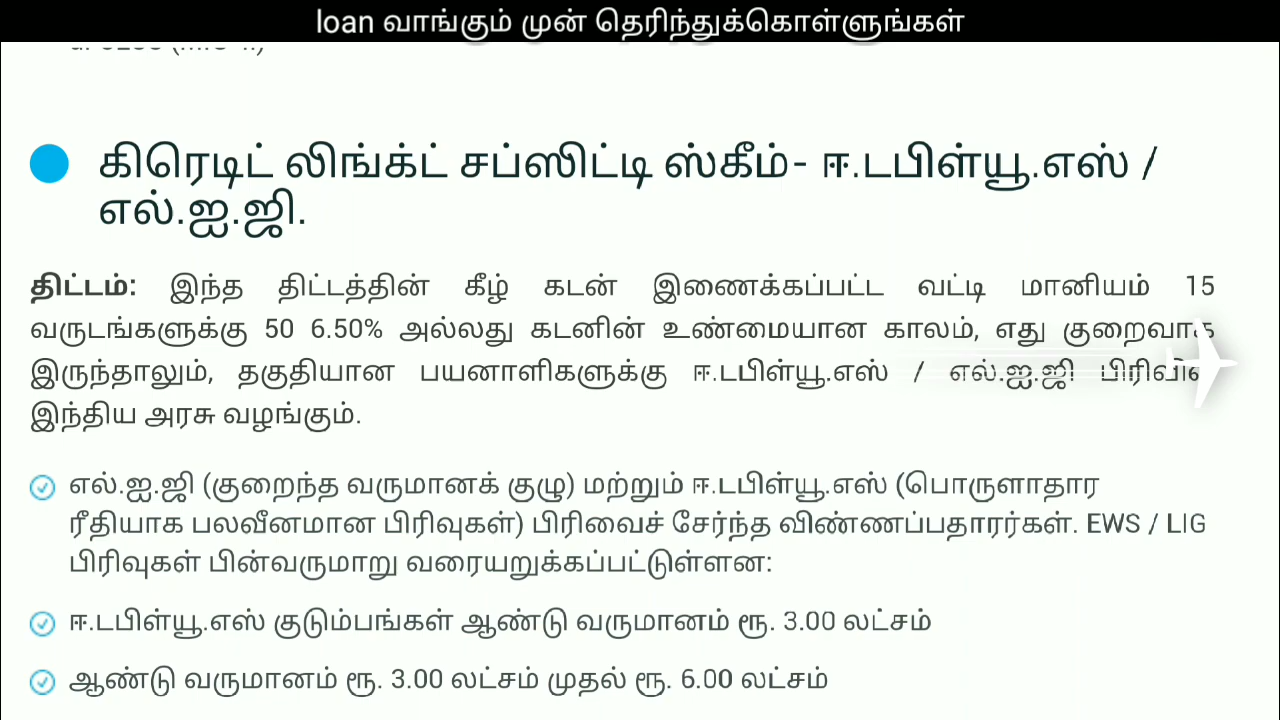 loan வாங்கும் முன் தெரிந்துக்கொள்ளுங்கள்
கிரெடிட் லிங்க்ட் சப்ஸிட்டி ஸ்கீம்- ஈ.டபிள்யூ.எஸ் /
எல்.ஐ.ஜி.
திட்டம்: இந்த திட்டத்தின் கீழ் கடன் இணைக்கப்பட்ட வட்டி மானியம் 15
வருடங்களுக்கு 50 6.50% அல்லது கடனின் உண்மையான காலம், எது குறைவாக
இருந்தாலும், தகுதியான பயனாளிகளுக்கு ஈ.டபிள்யூ.எஸ் / எல்.ஐ.ஜி பிரிவில்
இந்திய அரசு வழங்கும்.
எல்.ஐ.ஜி (குறைந்த வருமானக் குழு) மற்றும் ஈ.டபிள்யூ.எஸ் (பொருளாதார
ரீதியாக பலவீனமான பிரிவுகள்) பிரிவைச் சேர்ந்த விண்ணப்பதாரர்கள். EWS / LIG
பிரிவுகள் பின்வருமாறு வரையறுக்கப்பட்டுள்ளன:
ஈ.டபிள்யூ.எஸ் குடும்பங்கள் ஆண்டு வருமானம் ரூ. 3.00 லட்சம்
ஆண்டு வருமானம் ரூ. 3.00 லட்சம் முதல் ரூ. 6.00 லட்சம்